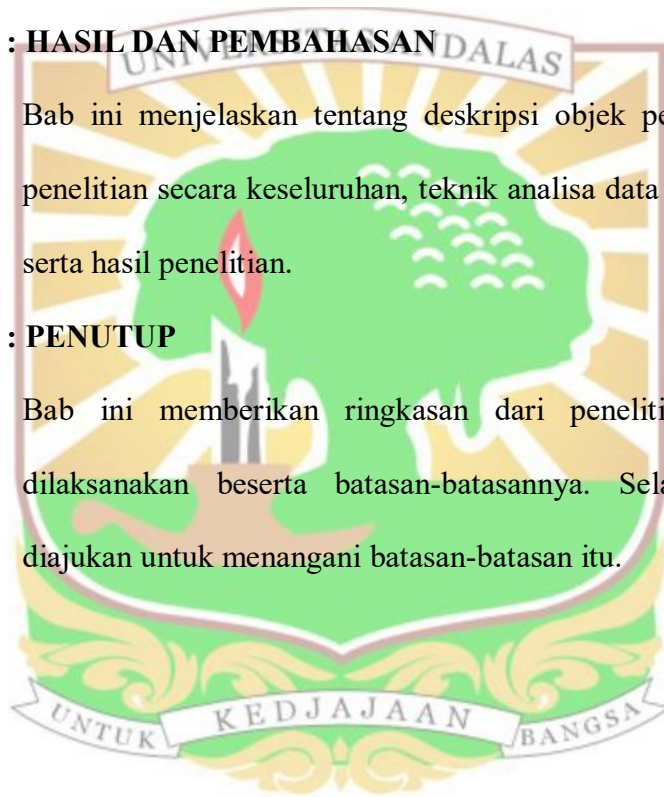 : HASIL DAN PEMBAHASAN
UNIVERSITAS ANDALAS
Bab ini menjelaskan tentang deskripsi objek pe
penelitian secara keseluruhan, teknik analisa data
serta hasil penelitian.
: PENUTUP
Bab ini memberikan ringkasan dari peneliti
dilaksanakan beserta batasan-batasannya. Sela
diajukan untuk menangani batasan-batasan itu.
UNTUK KEDJAJAAN BANGSA